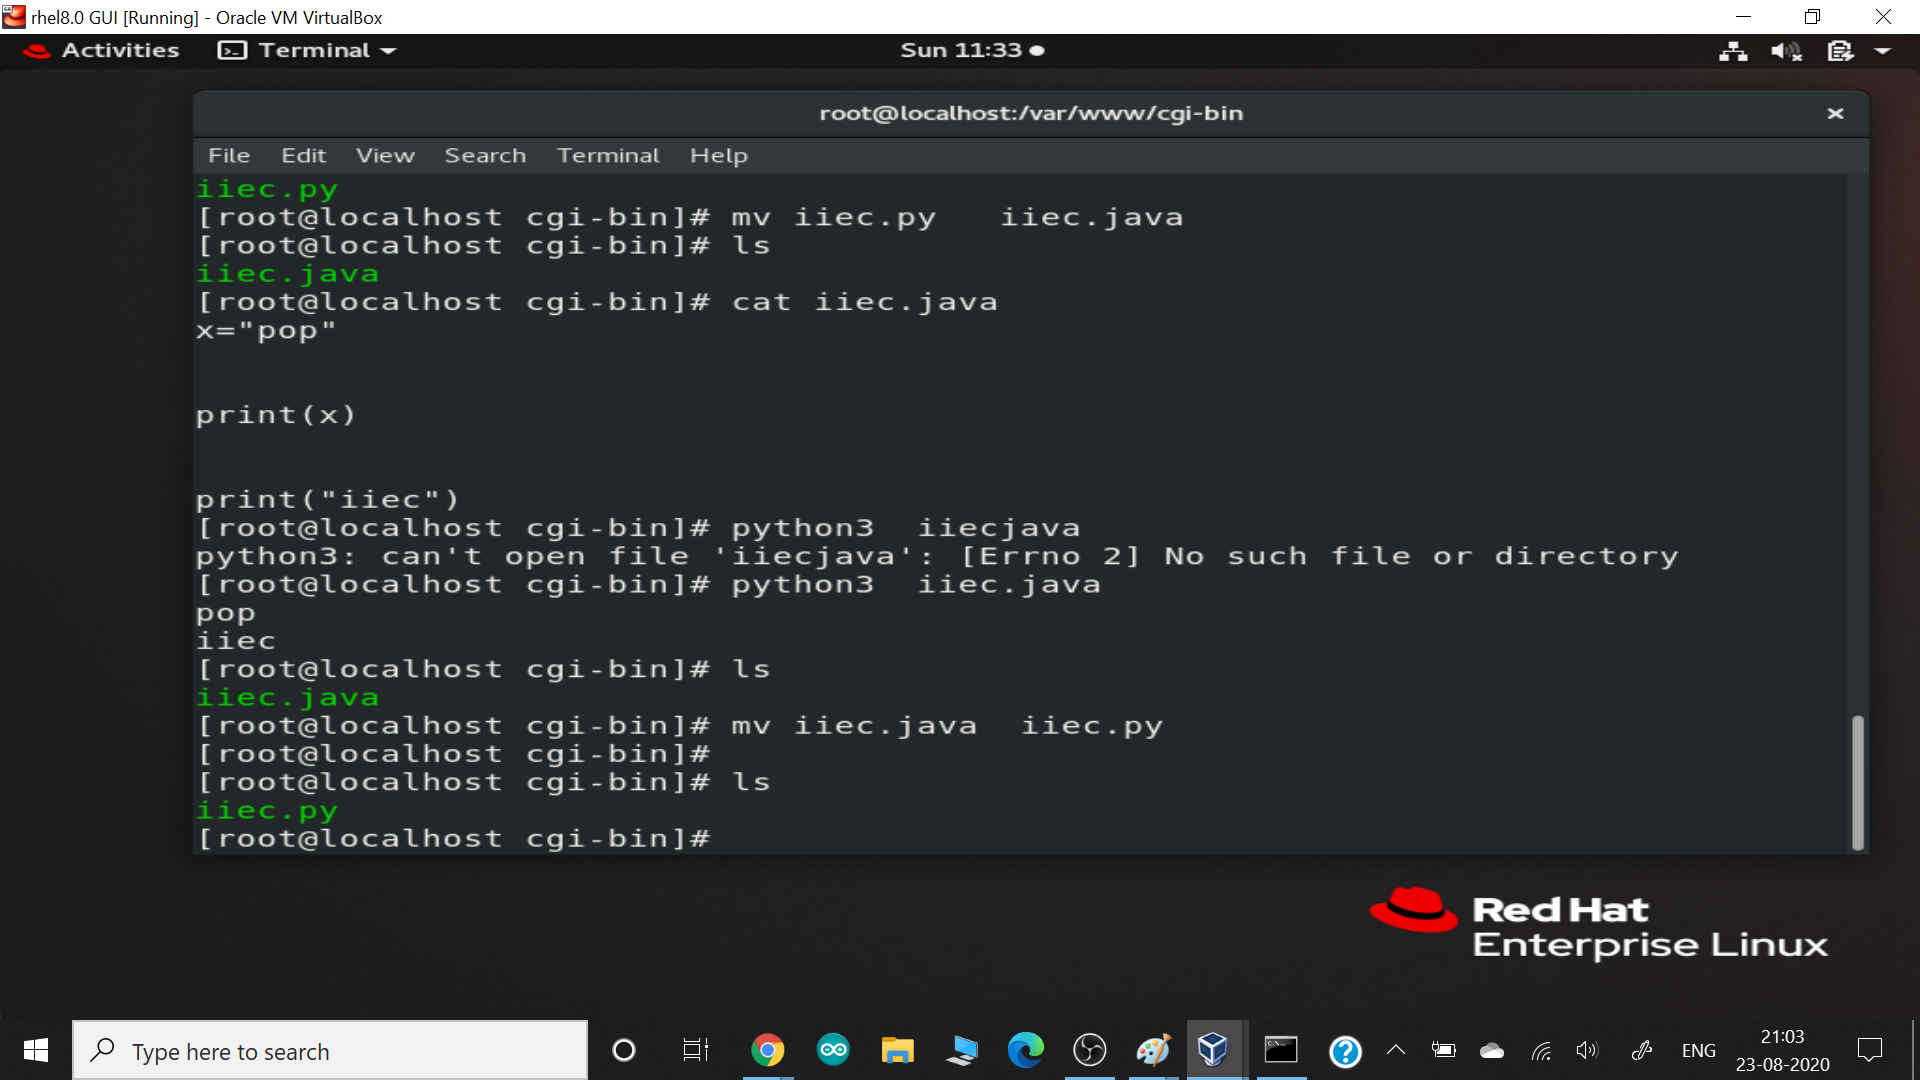 rhel8.0 GUI [Running] - Oracle VM VirtualBox
Activities Terminal Sun 11:33
root@localhost:/var/www/cgi-bin
File Edit View Search Terminal Help
iiec.py
[root@localhost cgi-bin]# mv iiec.py   iiec.java
[root@localhost cgi-bin]# ls
iiec.java
[root@localhost cgi-bin]# cat iiec.java
x="pop"
print(x)
print("iiec")
[root@localhost cgi-bin]# python3  iiecjava
python3: can't open file 'iiecjava': [Errno 2] No such file or directory
[root@localhost cgi-bin]# python3  iiec.java
pop
iiec
[root@localhost cgi-bin]# ls
iiec.java
[root@localhost cgi-bin]# mv iiec.java  iiec.py
[root@localhost cgi-bin]#
[root@localhost cgi-bin]# ls
iiec.py
[root@localhost cgi-bin]#
Red Hat
Enterprise Linux
Type here to search
ENG
21:03
23-08-2020